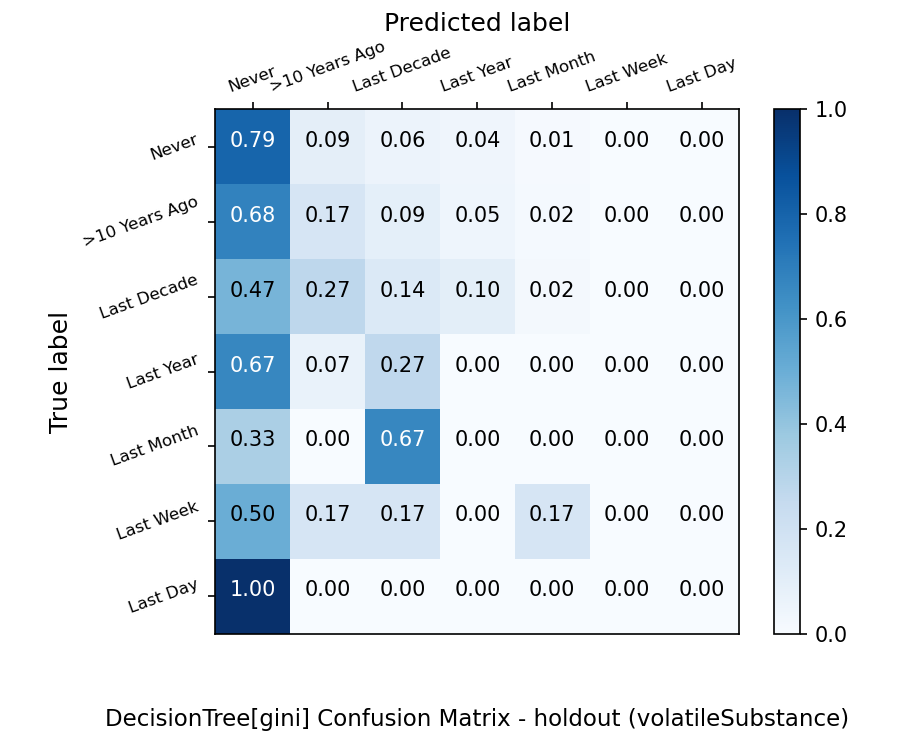 Predicted label
Never >10 Years Ago Last Decade Last Year Last Month Last Week Last Day
True label
Never 0.79 0.09 0.06 0.04 0.01 0.00 0.00
>10 Years Ago 0.68 0.17 0.09 0.05 0.02 0.00 0.00
Last Decade 0.47 0.27 0.14 0.10 0.02 0.00 0.00
Last Year 0.67 0.07 0.27 0.00 0.00 0.00 0.00
Last Month 0.33 0.00 0.67 0.00 0.00 0.00 0.00
Last Week 0.50 0.17 0.17 0.00 0.17 0.00 0.00
Last Day 1.00 0.00 0.00 0.00 0.00 0.00 0.00
1.0
0.8
0.6
0.4
0.2
0.0
DecisionTree[gini] Confusion Matrix - holdout (volatileSubstance)